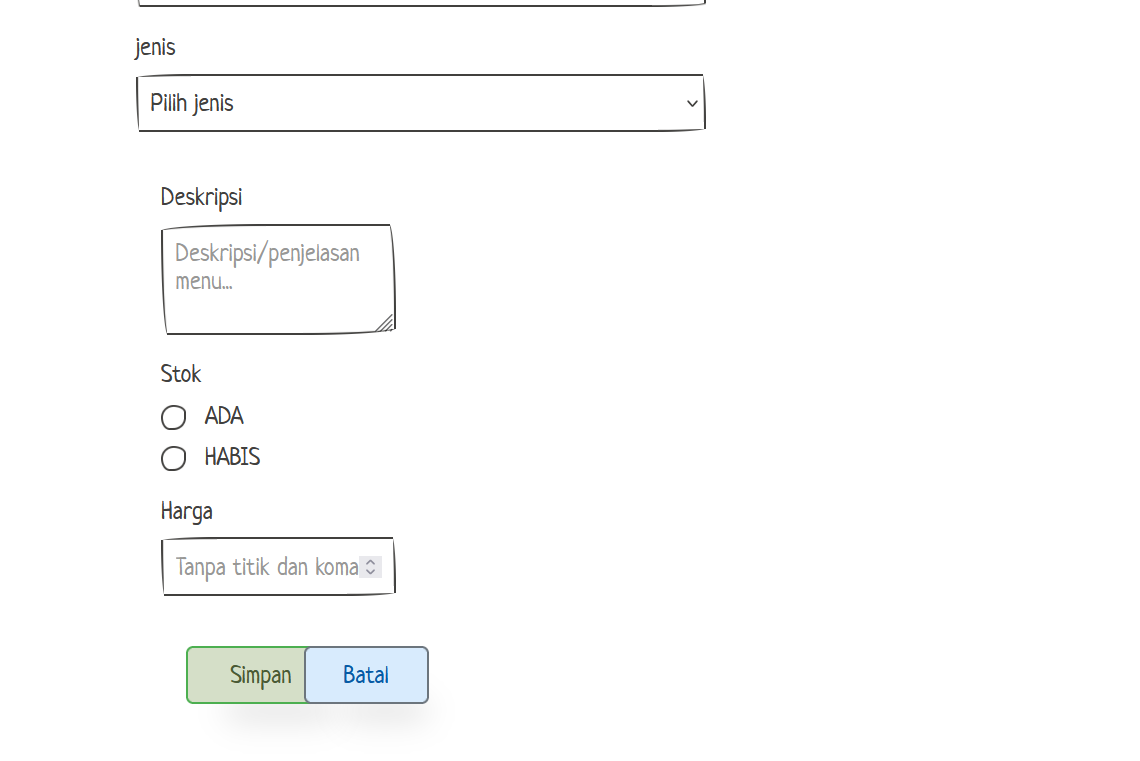 jenis
Pilih jenis
Deskripsi
Deskripsi/penjelasan
menu...
Stok
ADA
HABIS
Harga
Tanpa titik dan koma
Simpan Batal